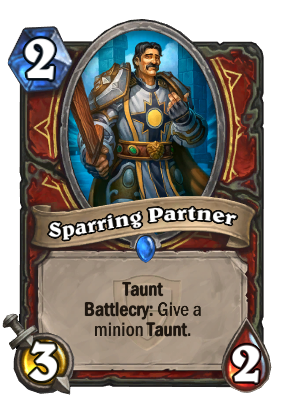 2
Sparring Partner
Taunt
Battlecry: Give a
minion Taunt.
3
2